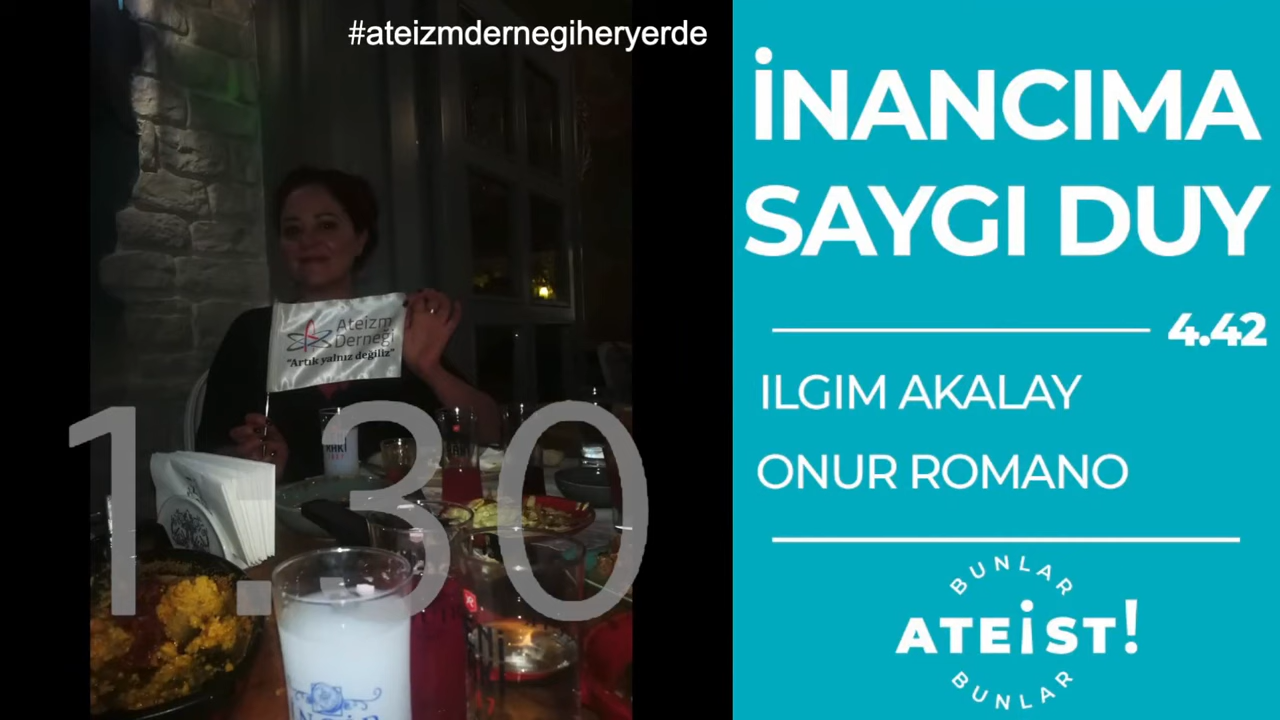 #ateizmdernegiheryerde
Ateizm
Derneği
"Artık yalnız değiliz"
1:30
RAKI
İNANCIMA
SAYGI DUY
4.42
ILGIM AKALAY
ONUR ROMANO
BUNLAR
ATEİST!
BUNLAR